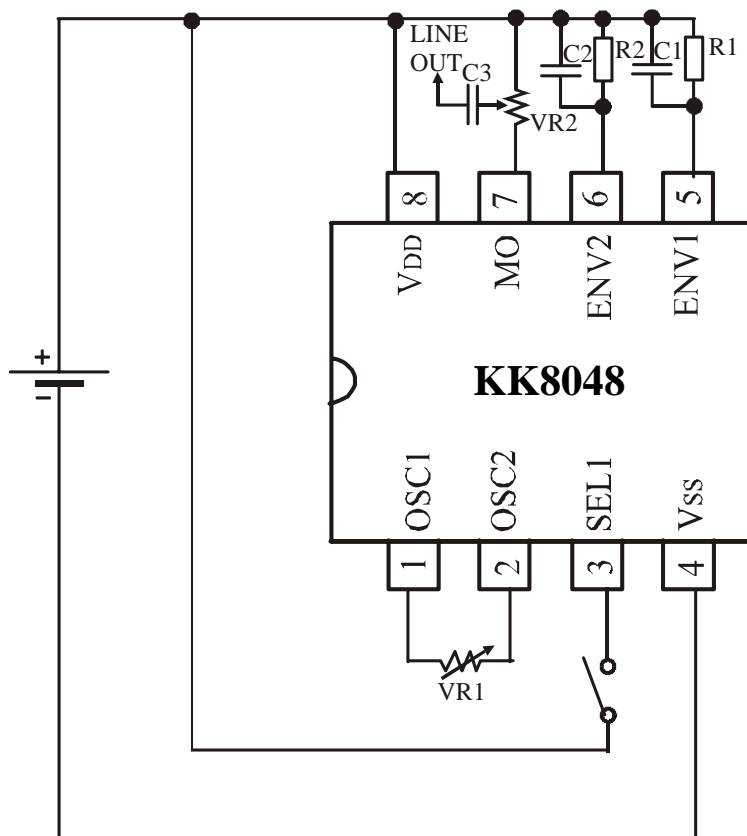 LINE
OUT
C3
VR2
C2
R2
C1
R1
8
7
6
5
VDD
MO
ENV2
ENV1
+
−
KK8048
OSC1
OSC2
SEL1
VSS
1
2
3
4
VR1